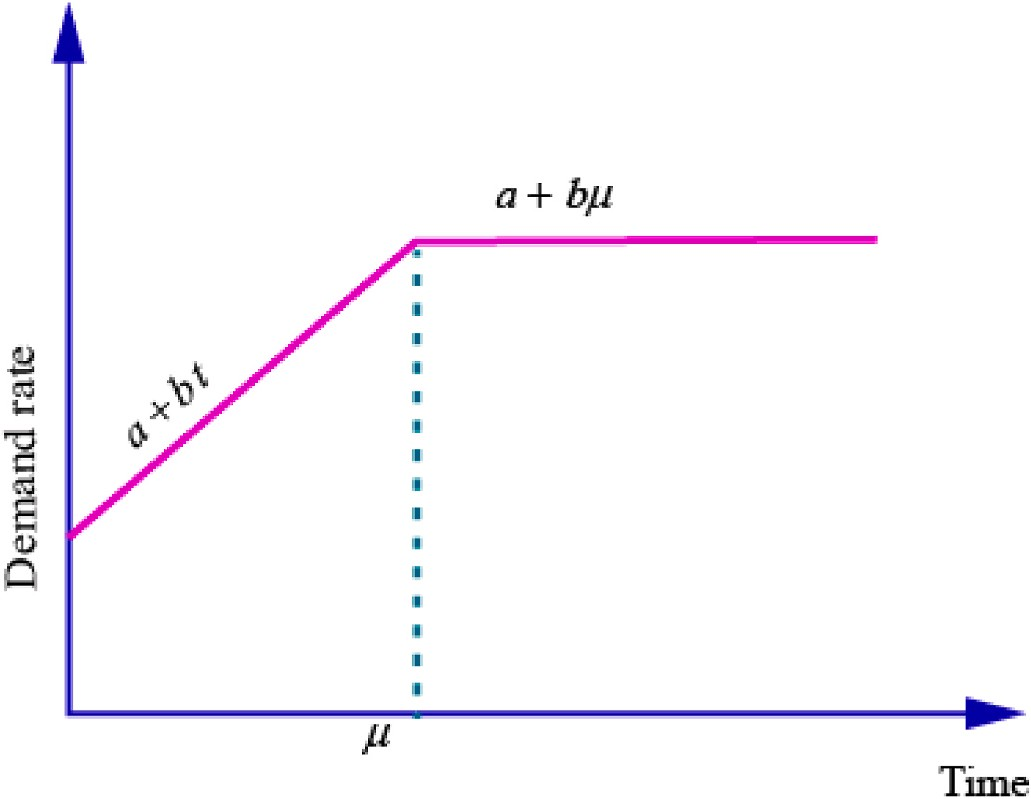 a + bμ
a + bt
Demand rate
μ
Time